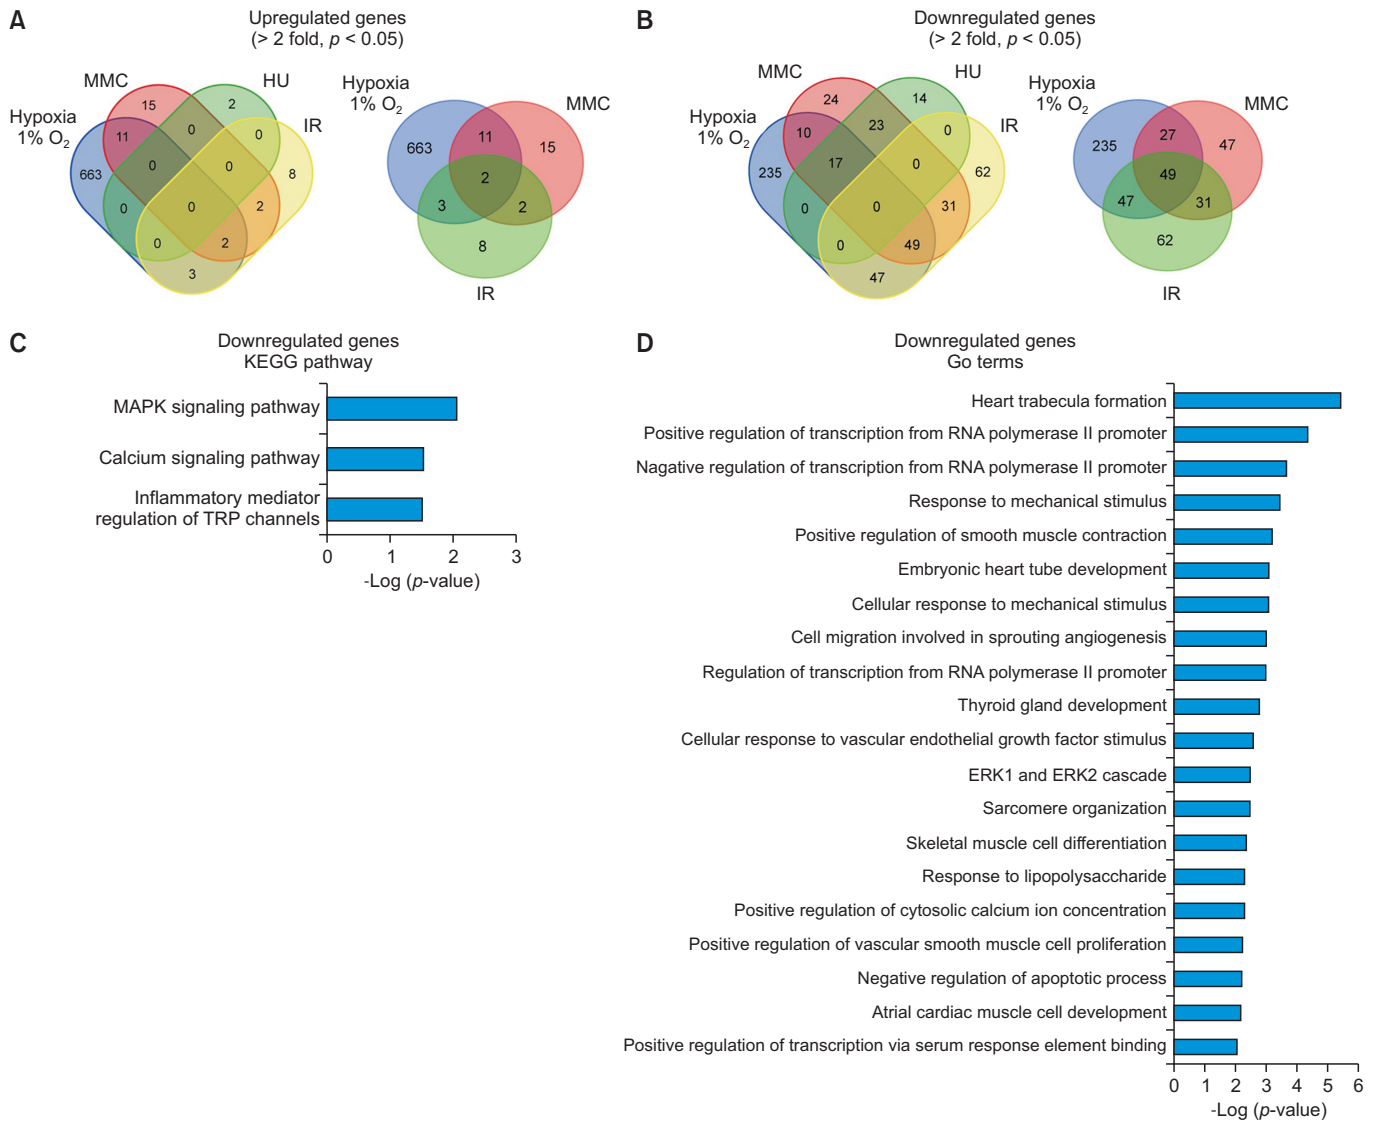 A
Upregulated genes
(> 2 fold, p < 0.05)
MMC
HU
Hypoxia
1% O2
IR
15
2
11
0
0
663
0
0
8
0
0
2
0
2
3
Hypoxia
1% O2
MMC
663
11
15
2
3
2
8
IR
B
Downregulated genes
(> 2 fold, p < 0.05)
MMC
HU
Hypoxia
1% O2
IR
24
14
10
23
0
235
17
0
62
0
0
31
0
49
47
Hypoxia
1% O2
MMC
235
27
47
49
47
31
62
IR
C
Downregulated genes
KEGG pathway
MAPK signaling pathway
Calcium signaling pathway
Inflammatory mediator
regulation of TRP channels
0 1 2 3
-Log (p-value)
D
Downregulated genes
Go terms
Heart trabecula formation
Positive regulation of transcription from RNA polymerase II promoter
Nagative regulation of transcription from RNA polymerase II promoter
Response to mechanical stimulus
Positive regulation of smooth muscle contraction
Embryonic heart tube development
Cellular response to mechanical stimulus
Cell migration involved in sprouting angiogenesis
Regulation of transcription from RNA polymerase II promoter
Thyroid gland development
Cellular response to vascular endothelial growth factor stimulus
ERK1 and ERK2 cascade
Sarcomere organization
Skeletal muscle cell differentiation
Response to lipopolysaccharide
Positive regulation of cytosolic calcium ion concentration
Positive regulation of vascular smooth muscle cell proliferation
Negative regulation of apoptotic process
Atrial cardiac muscle cell development
Positive regulation of transcription via serum response element binding
0 1 2 3 4 5 6
-Log (p-value)